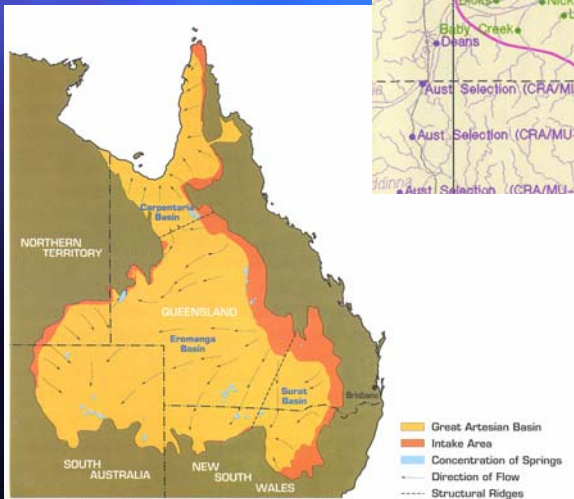 Nick
Baby Creek
Deans
Aust Selection (CRA/MU
Aust Selection (CRA/MU
Aust Selection (CRA/MU
Carpentaria
Basin
NORTHERN
TERRITORY
QUEENSLAND
Eromanga
Basin
Surat
Basin
Brisbane
SOUTH
AUSTRALIA
NEW
SOUTH
WALES
Great Artesian Basin
Intake Area
Concentration of Springs
Direction of Flow
Structural Ridges